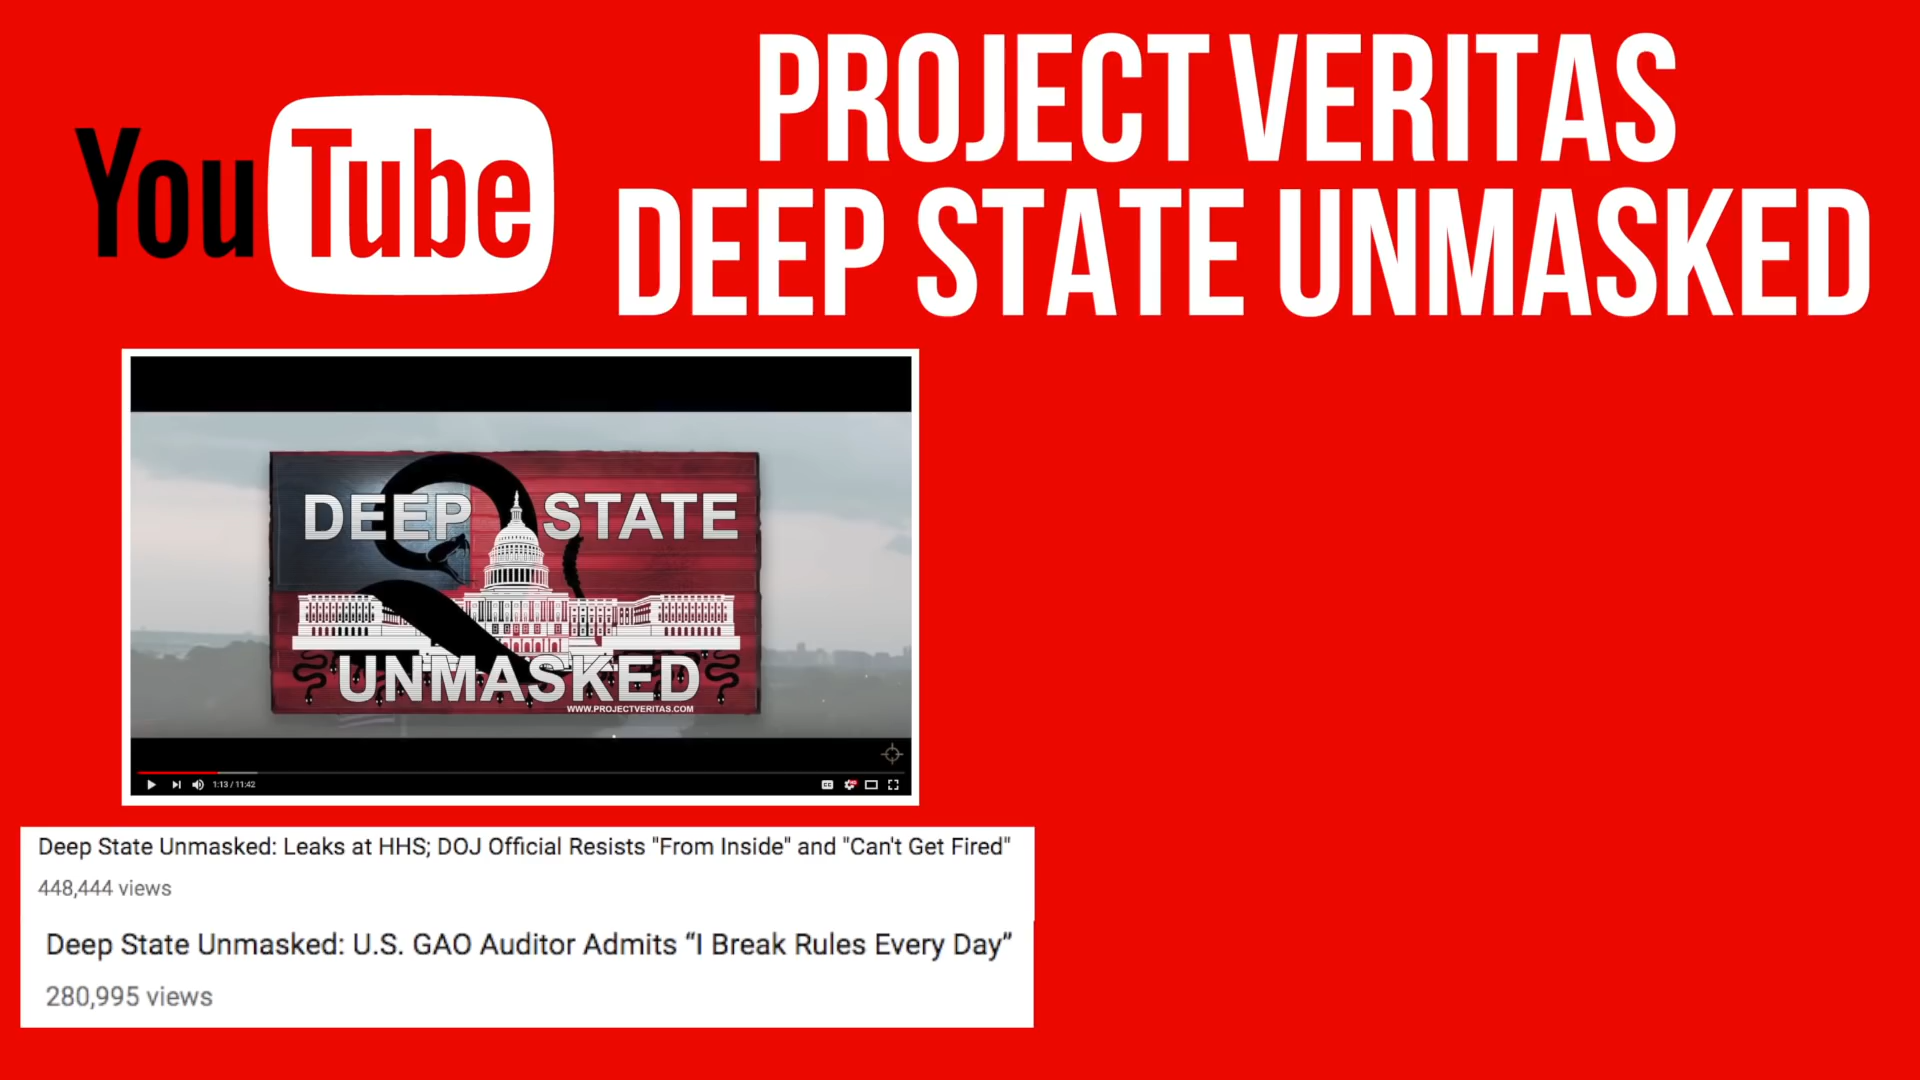 YouTube
PROJECT VERITAS
DEEP STATE UNMASKED
DEEP STATE
UNMASKED
WWW.PROJECTVERITAS.COM
1:13 / 11:42
CC
Deep State Unmasked: Leaks at HHS; DOJ Official Resists "From Inside" and "Can't Get Fired"
448,444 views
Deep State Unmasked: U.S. GAO Auditor Admits “I Break Rules Every Day”
280,995 views